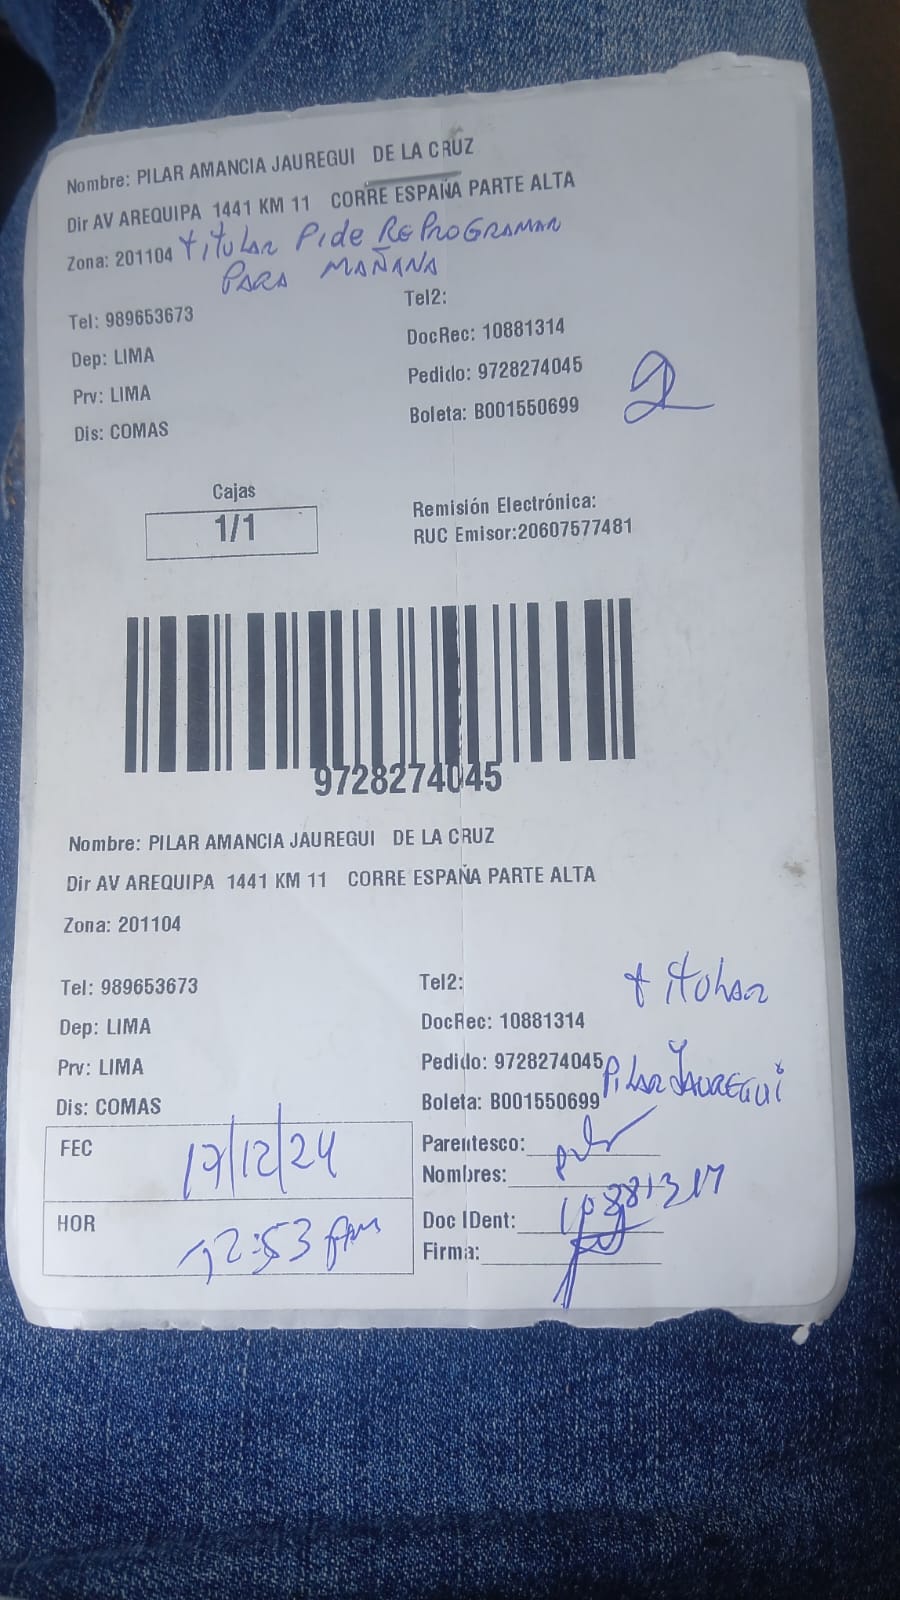 Nombre: PILAR AMANCIA JAUREGUI DE LA CRUZ
Dir AV AREQUIPA 1441 KM 11 CORRE ESPAÑA PARTE ALTA
Zona: 201104 titular Pide REPROGRAMAR
PARA MAÑANA
Tel: 989653673 Tel2:
Dep: LIMA DocRec: 10881314
Prv: LIMA Pedido: 9728274045
Dis: COMAS Boleta: B001550699
2
Cajas
1/1
Remisión Electrónica:
RUC Emisor:20607577481
9728274045
Nombre: PILAR AMANCIA JAUREGUI DE LA CRUZ
Dir AV AREQUIPA 1441 KM 11 CORRE ESPAÑA PARTE ALTA
Zona: 201104
Tel: 989653673 Tel2: titular
Dep: LIMA DocRec: 10881314
Prv: LIMA Pedido: 9728274045 PilAR JAUREGUi
Dis: COMAS Boleta: B001550699
FEC 17/12/24
HOR 12:53 pm
Parentesco:
Nombres:
Doc IDent:
Firma: